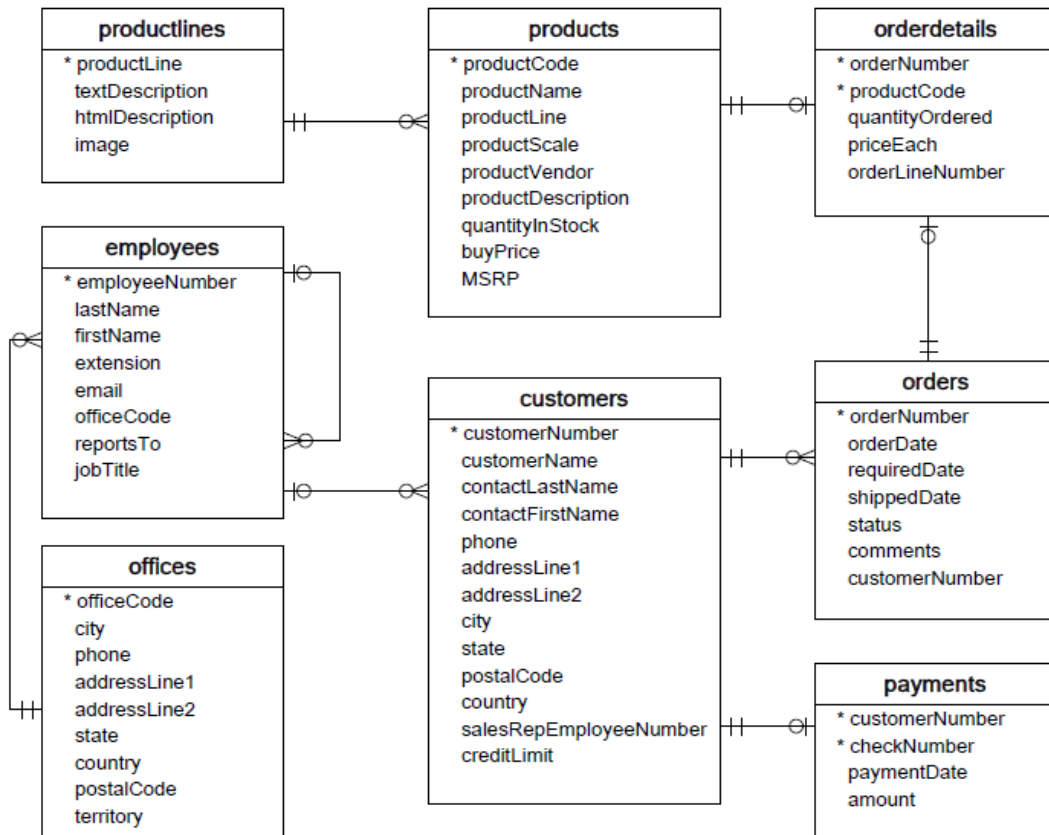 productlines
* productLine
textDescription
htmlDescription
image
products
* productCode
productName
productLine
productScale
productVendor
productDescription
quantityInStock
buyPrice
MSRP
orderdetails
* orderNumber
* productCode
quantityOrdered
priceEach
orderLineNumber
employees
* employeeNumber
lastName
firstName
extension
email
officeCode
reportsTo
jobTitle
customers
* customerNumber
customerName
contactLastName
contactFirstName
phone
addressLine1
addressLine2
city
state
postalCode
country
salesRepEmployeeNumber
creditLimit
orders
* orderNumber
orderDate
requiredDate
shippedDate
status
comments
customerNumber
offices
* officeCode
city
phone
addressLine1
addressLine2
state
country
postalCode
territory
payments
* customerNumber
* checkNumber
paymentDate
amount